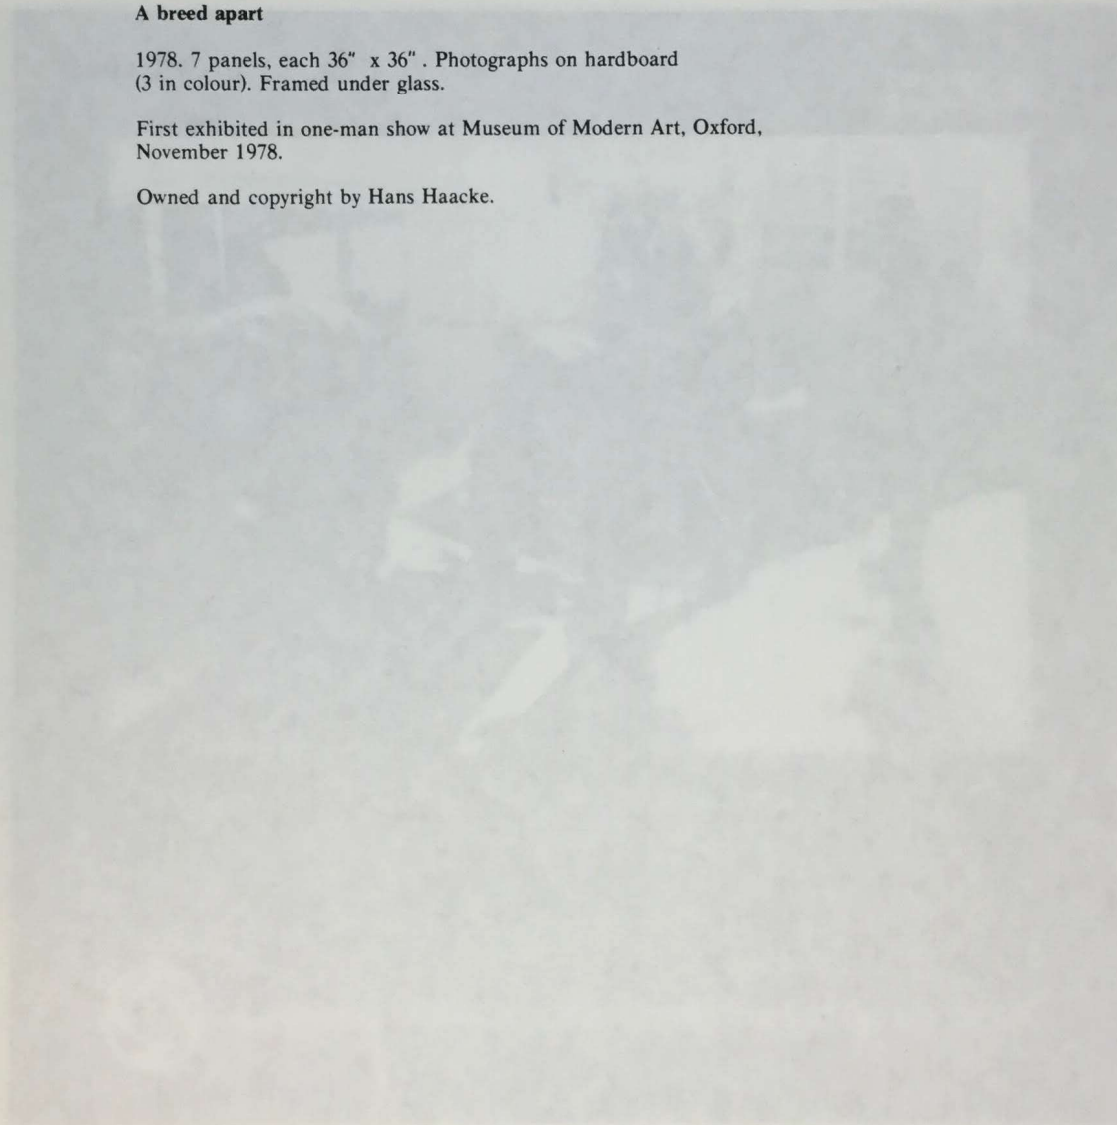 A breed apart
1978. 7 panels, each 36" x 36" . Photographs on hardboard
(3 in colour). Framed under glass.
First exhibited in one-man show at Museum of Modern Art, Oxford,
November 1978.
Owned and copyright by Hans Haacke.